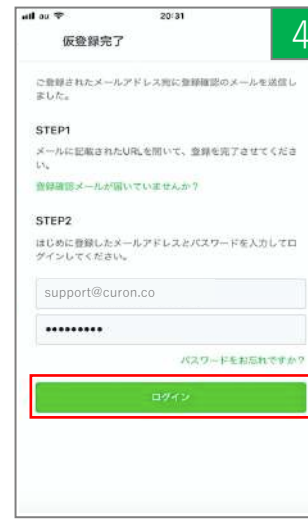 au 20:31
4
仮登録完了
ご登録されたメールアドレス宛に登録確認のメールを送信し
ました。
STEP1
メールに記載されたURLを開いて、登録を完了させてくださ
い。
登録確認メールが届いていませんか？
STEP2
はじめに登録したメールアドレスとパスワードを入力してロ
グインしてください。
support@curon.co
•••••••••
パスワードをお忘れですか？
ログイン